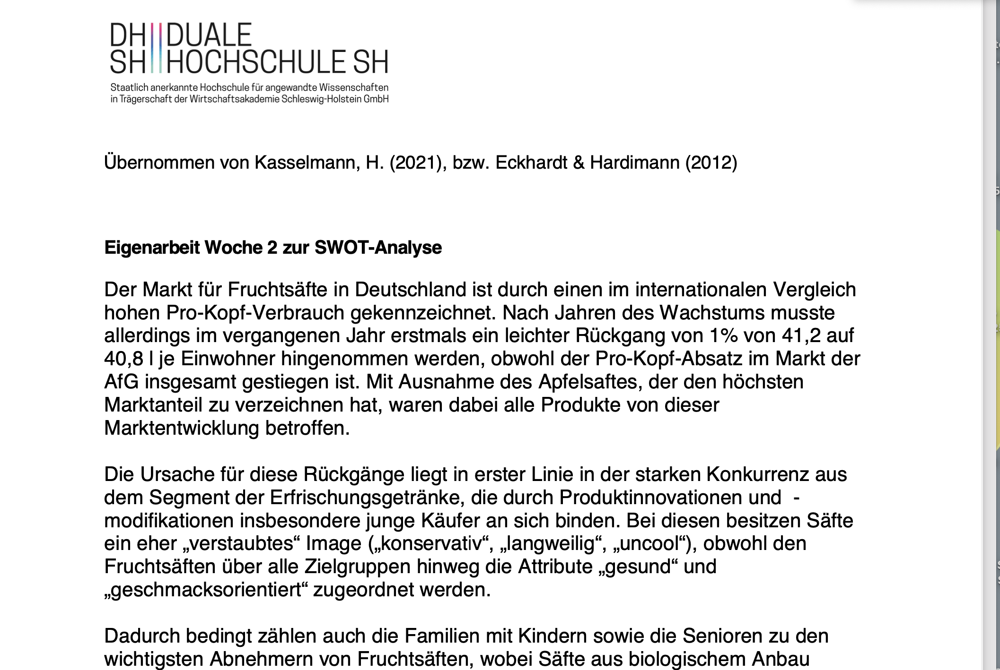 DH DUALE
SH HOCHSCHULE SH
Staatlich anerkannte Hochschule für angewandte Wissenschaften
in Trägerschaft der Wirtschaftsakademie Schleswig-Holstein GmbH
Übernommen von Kasselmann, H. (2021), bzw. Eckhardt & Hardimann (2012)
Eigenarbeit Woche 2 zur SWOT-Analyse
Der Markt für Fruchtsäfte in Deutschland ist durch einen im internationalen Vergleich
hohen Pro-Kopf-Verbrauch gekennzeichnet. Nach Jahren des Wachstums musste
allerdings im vergangenen Jahr erstmals ein leichter Rückgang von 1% von 41,2 auf
40,8 l je Einwohner hingenommen werden, obwohl der Pro-Kopf-Absatz im Markt der
AfG insgesamt gestiegen ist. Mit Ausnahme des Apfelsaftes, der den höchsten
Marktanteil zu verzeichnen hat, waren dabei alle Produkte von dieser
Marktentwicklung betroffen.
Die Ursache für diese Rückgänge liegt in erster Linie in der starken Konkurrenz aus
dem Segment der Erfrischungsgetränke, die durch Produktinnovationen und  -
modifikationen insbesondere junge Käufer an sich binden. Bei diesen besitzen Säfte
ein eher „verstaubtes“ Image („konservativ“, „langweilig“, „uncool“), obwohl den
Fruchtsäften über alle Zielgruppen hinweg die Attribute „gesund“ und
„geschmacksorientiert“ zugeordnet werden.
Dadurch bedingt zählen auch die Familien mit Kindern sowie die Senioren zu den
wichtigsten Abnehmern von Fruchtsäften, wobei Säfte aus biologischem Anbau